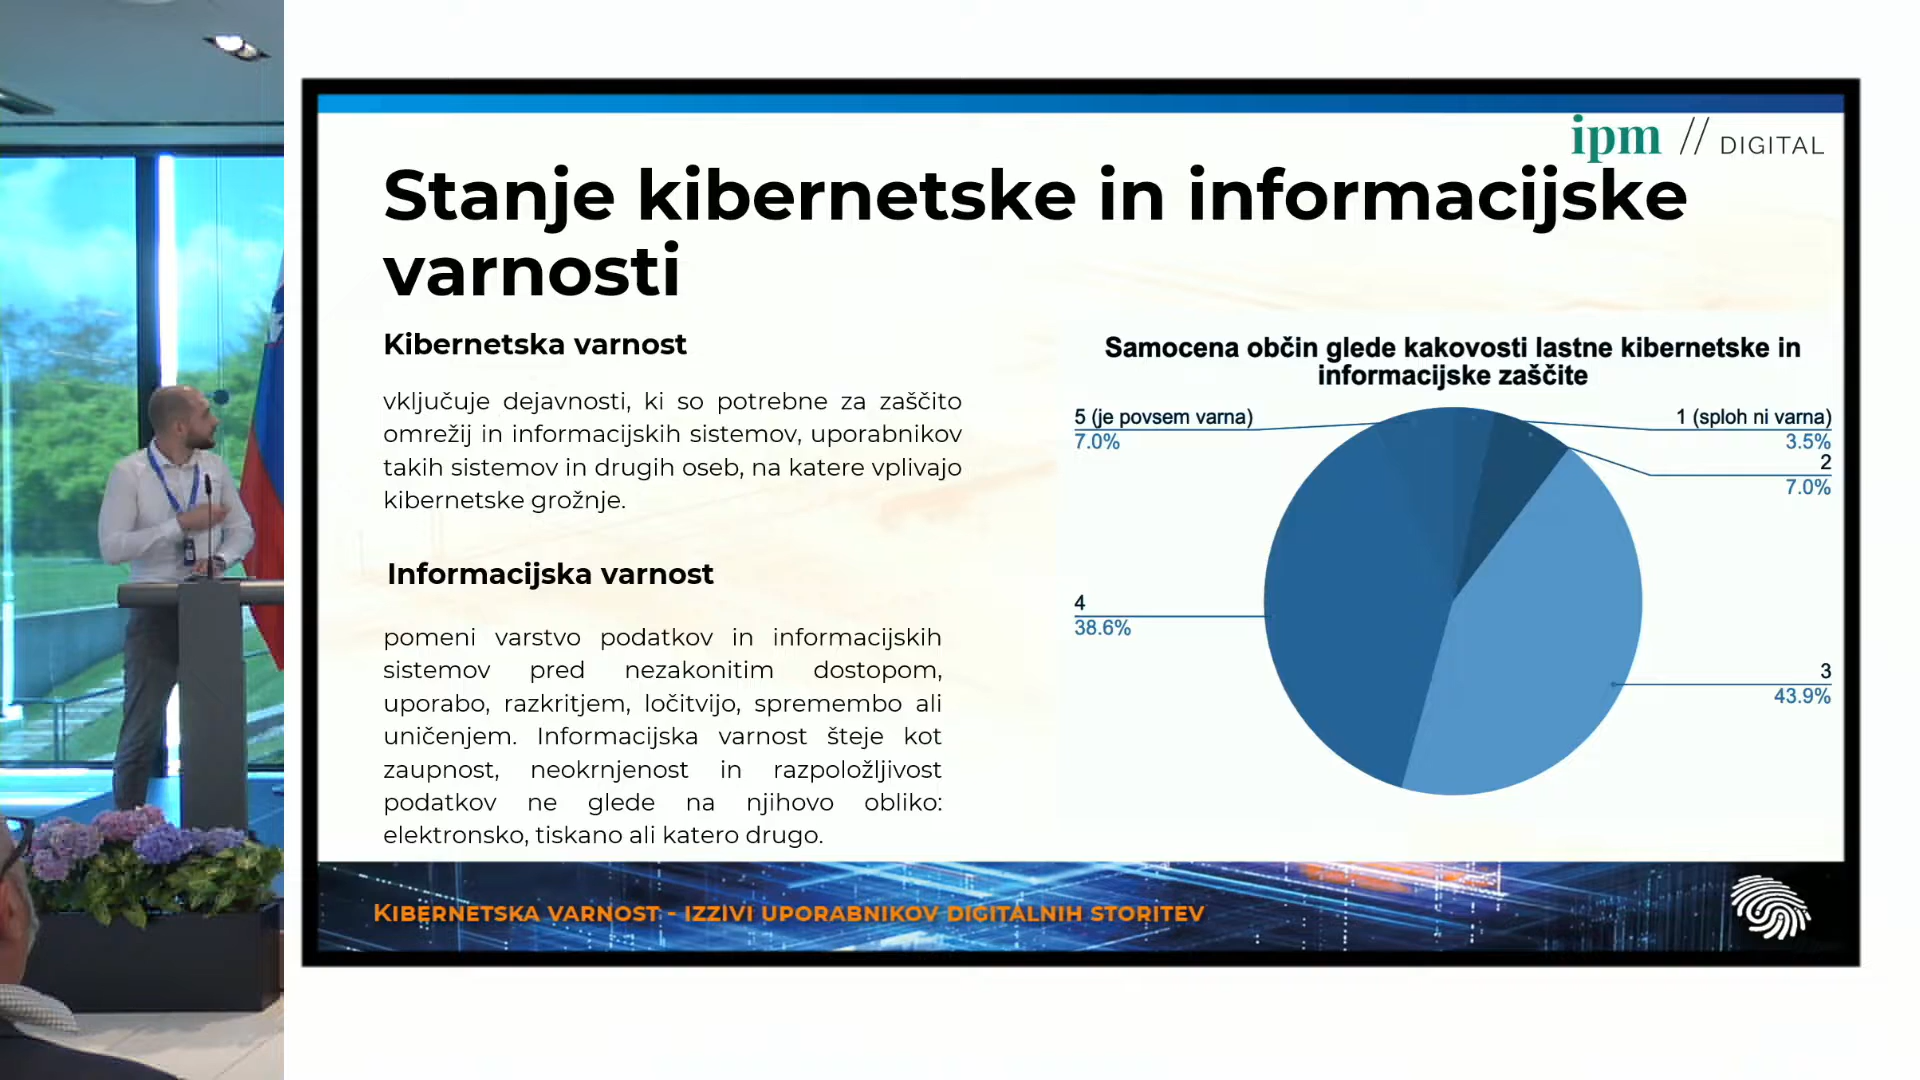 ipm // DIGITAL
Stanje kibernetske in informacijske
varnosti
Kibernetska varnost
vključuje dejavnosti, ki so potrebne za zaščito
omrežij in informacijskih sistemov, uporabnikov
takih sistemov in drugih oseb, na katere vplivajo
kibernetske grožnje.
Informacijska varnost
pomeni varstvo podatkov in informacijskih
sistemov pred nezakonitim dostopom,
uporabo, razkritjem, ločitvijo, spremembo ali
uničenjem. Informacijska varnost šteje kot
zaupnost, neokrnjenost in razpoložljivost
podatkov ne glede na njihovo obliko:
elektronsko, tiskano ali katero drugo.
Samocena občin glede kakovosti lastne kibernetske in
informacijske zaščite
5 (je povsem varna)
7.0%
1 (sploh ni varna)
3.5%
2
7.0%
4
38.6%
3
43.9%
KIBERNETSKA VARNOST - IZZIVI UPORABNIKOV DIGITALNIH STORITEV